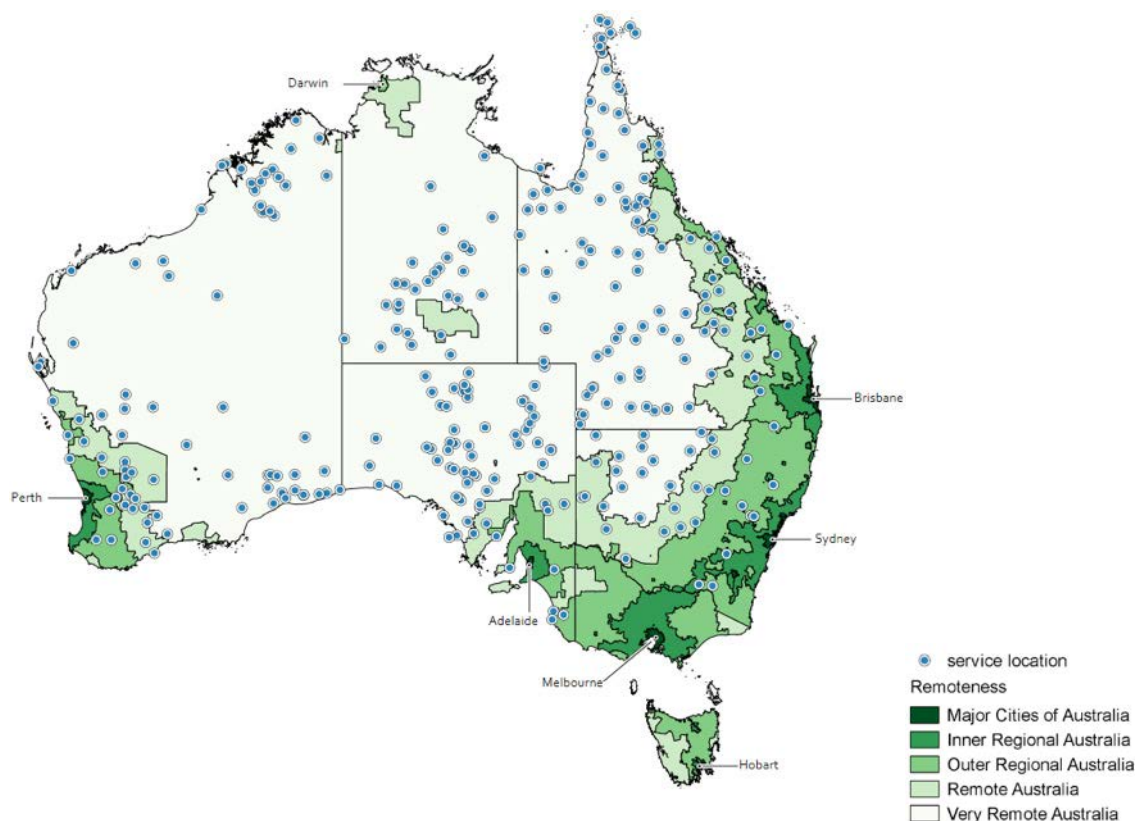 Darwin
Brisbane
Perth
Sydney
Adelaide
Melbourne
Hobart
service location
Remoteness
Major Cities of Australia
Inner Regional Australia
Outer Regional Australia
Remote Australia
Very Remote Australia